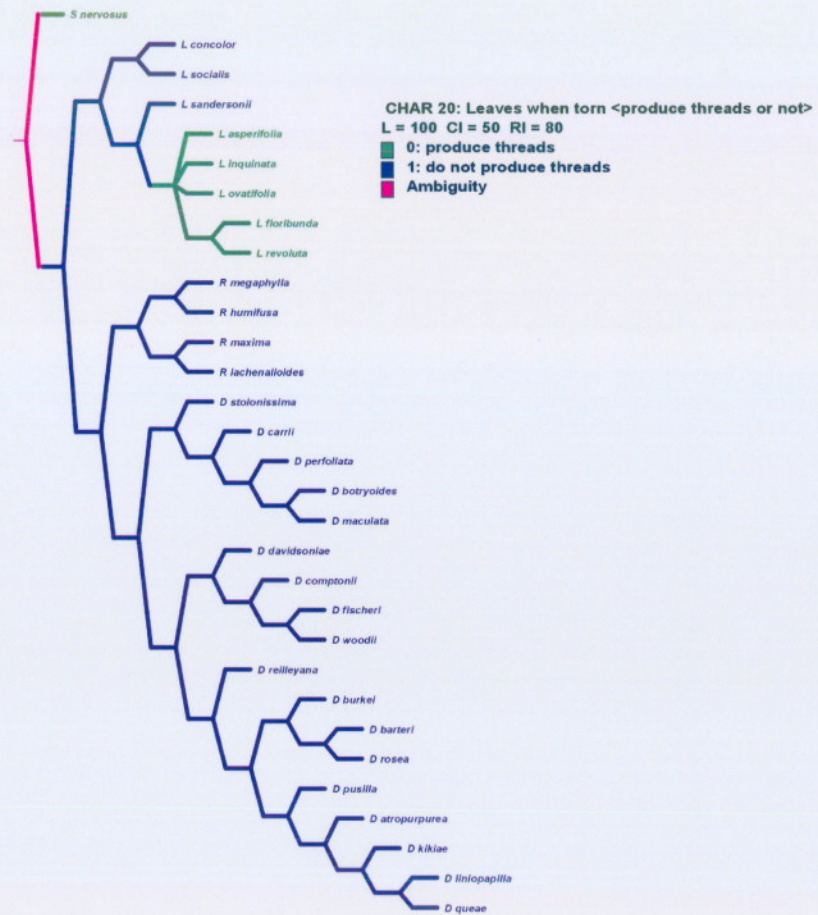 S nervosus
L concolor
L socialis
L sandersonii
L asperifolia
L inquinata
L ovatifolia
L floribunda
L revoluta
CHAR 20: Leaves when torn <produce threads or not>
L = 100 CI = 50 RI = 80
0: produce threads
1: do not produce threads
Ambiguity
R megaphylla
R humifusa
R maxima
R lachenalioides
D stolonissima
D carrii
D perfoliata
D botryoides
D maculata
D davidsoniae
D comptonii
D fischeri
D woodii
D reilleyana
D burkei
D barteri
D rosea
D pusilla
D atropurpurea
D kikiae
D liniopapilla
D queae